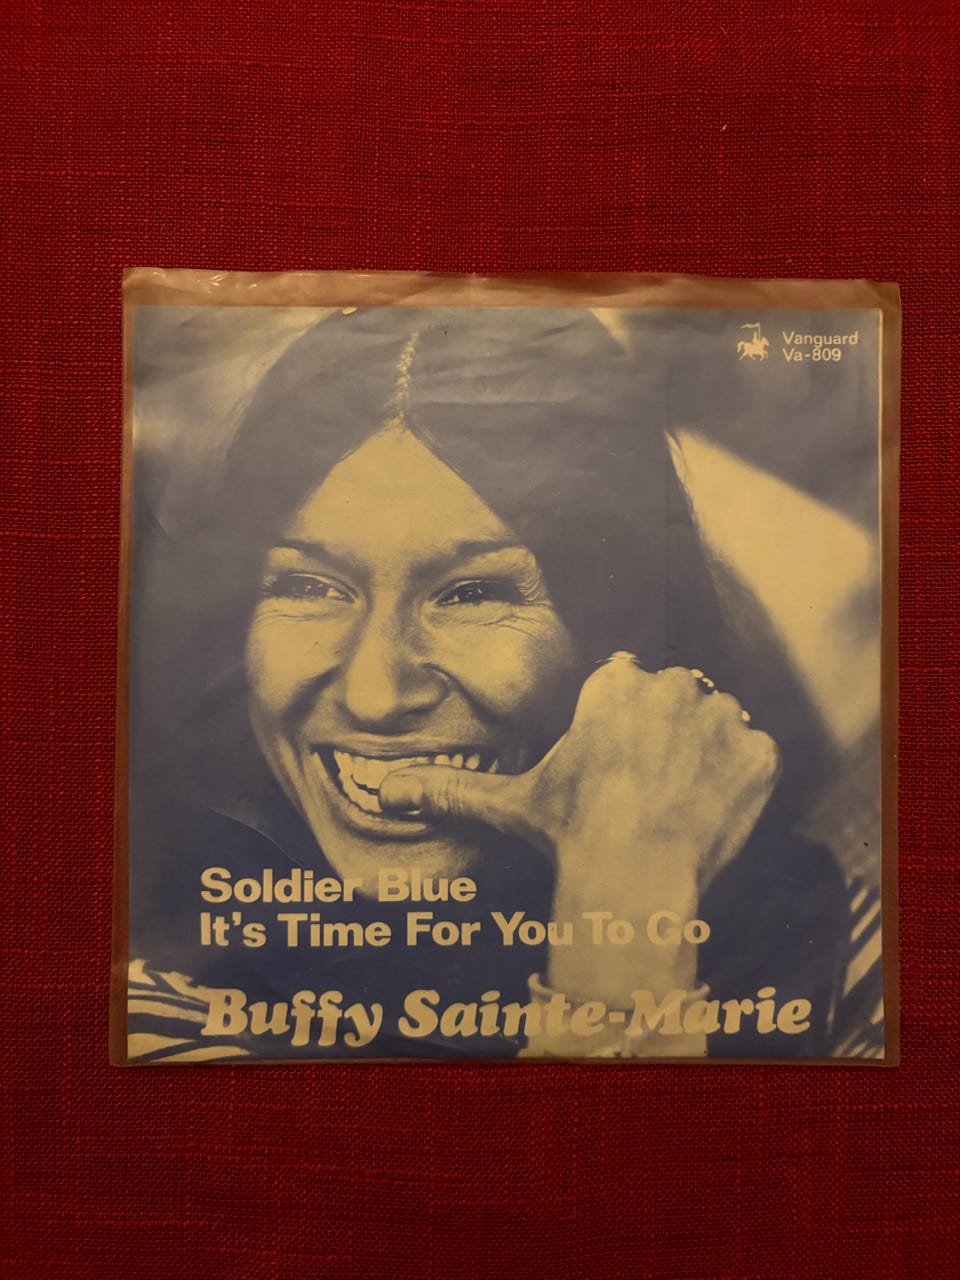 Vanguard
Va-809
Soldier Blue
It's Time For You To Go
Buffy Sainte-Marie